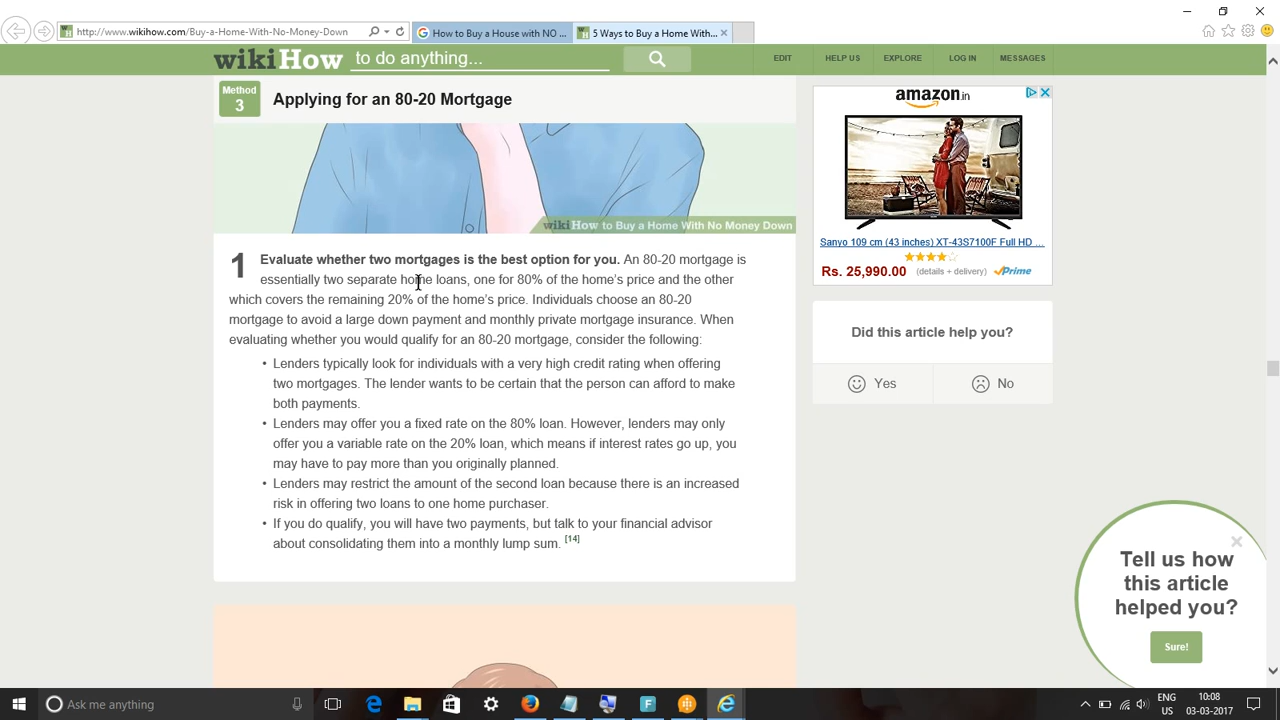 http://www.wikihow.com/Buy-a-Home-With-No-Money-Down
How to Buy a House with NO ...
5 Ways to Buy a Home With...
wikiHow to do anything...
EDIT
HELP US
EXPLORE
LOG IN
MESSAGES
Method
3
Applying for an 80-20 Mortgage
wikiHow to Buy a Home With No Money Down
1 Evaluate whether two mortgages is the best option for you. An 80-20 mortgage is
essentially two separate home loans, one for 80% of the home's price and the other
which covers the remaining 20% of the home's price. Individuals choose an 80-20
mortgage to avoid a large down payment and monthly private mortgage insurance. When
evaluating whether you would qualify for an 80-20 mortgage, consider the following:
• Lenders typically look for individuals with a very high credit rating when offering
two mortgages. The lender wants to be certain that the person can afford to make
both payments.
• Lenders may offer you a fixed rate on the 80% loan. However, lenders may only
offer you a variable rate on the 20% loan, which means if interest rates go up, you
may have to pay more than you originally planned.
• Lenders may restrict the amount of the second loan because there is an increased
risk in offering two loans to one home purchaser.
• If you do qualify, you will have two payments, but talk to your financial advisor
about consolidating them into a monthly lump sum. [14]
amazon.in
Sanyo 109 cm (43 inches) XT-43S7100F Full HD ...
Rs. 25,990.00 (details + delivery) Prime
Did this article help you?
Yes
No
Tell us how
this article
helped you?
Sure!
Ask me anything
ENG
US
10:08
03-03-2017